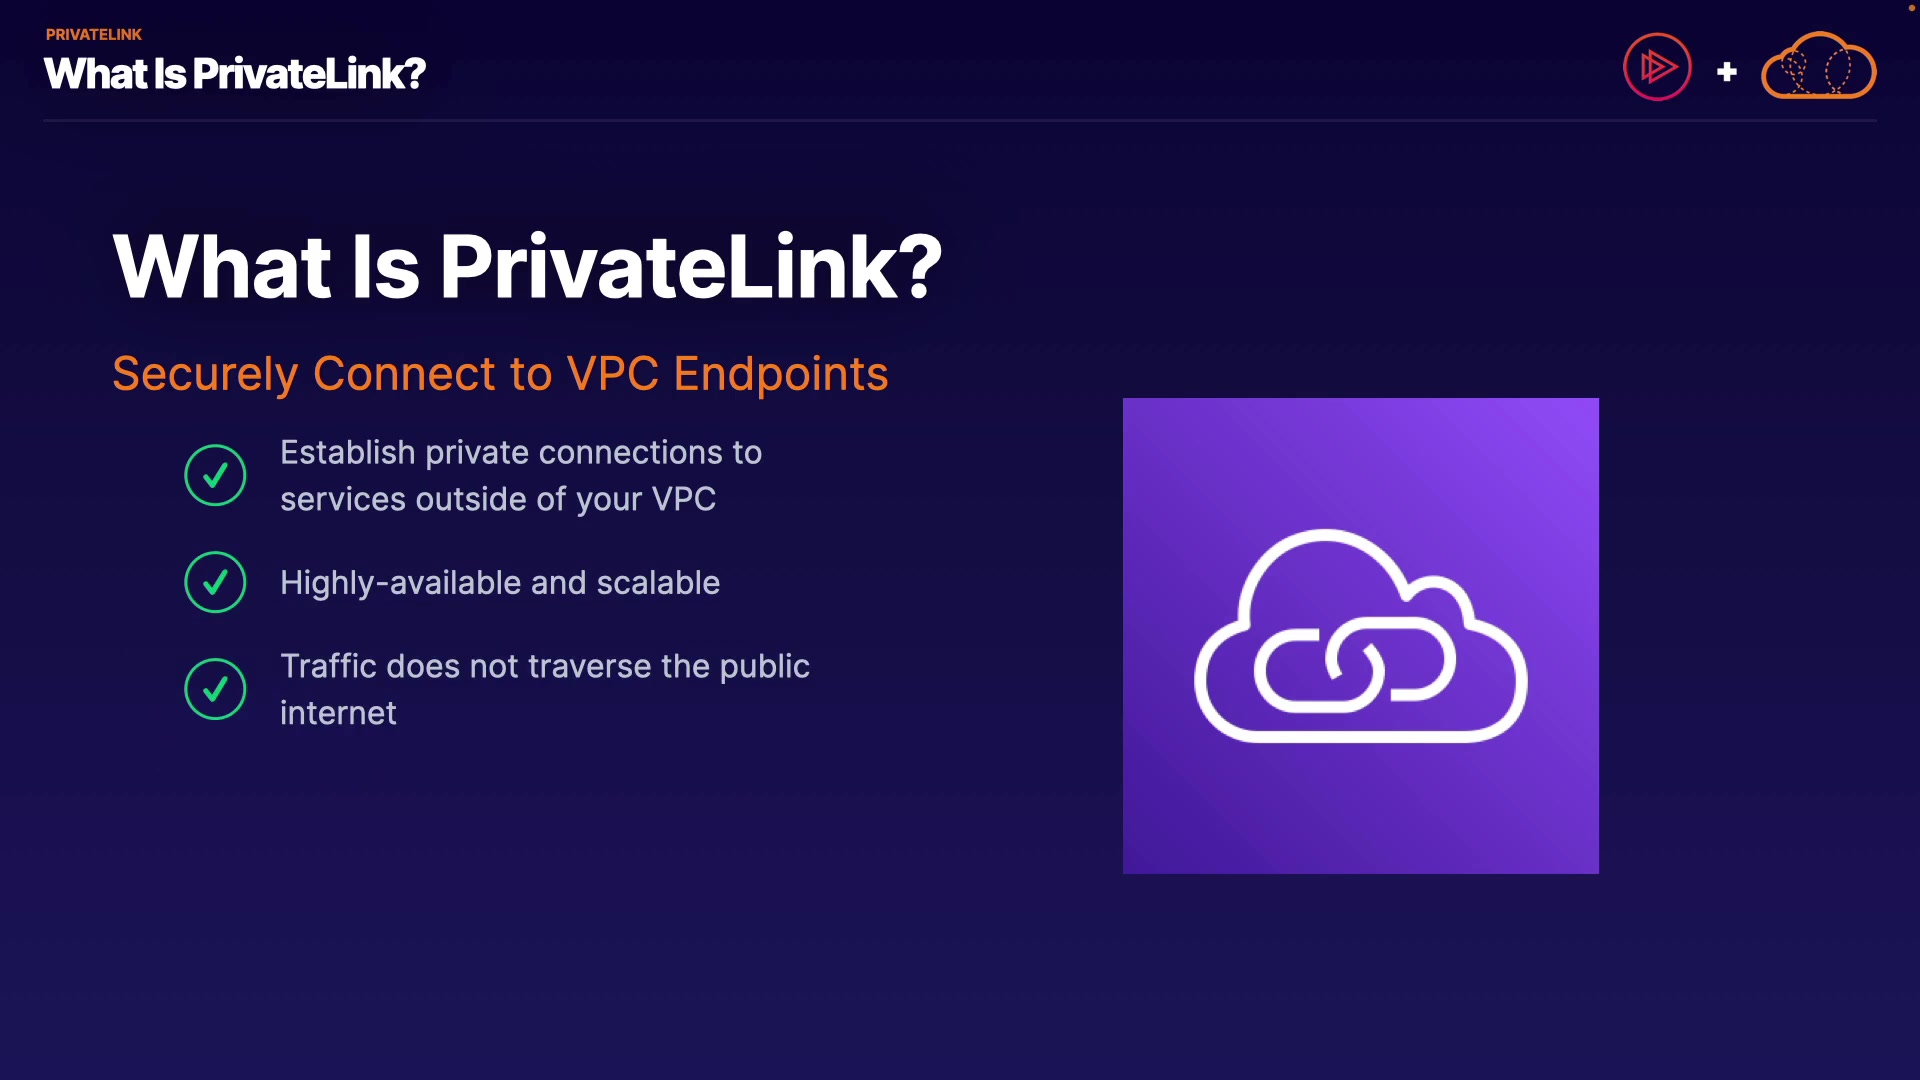 PRIVATELINK
What Is PrivateLink?
What Is PrivateLink?
Securely Connect to VPC Endpoints
Establish private connections to
services outside of your VPC
Highly-available and scalable
Traffic does not traverse the public
internet